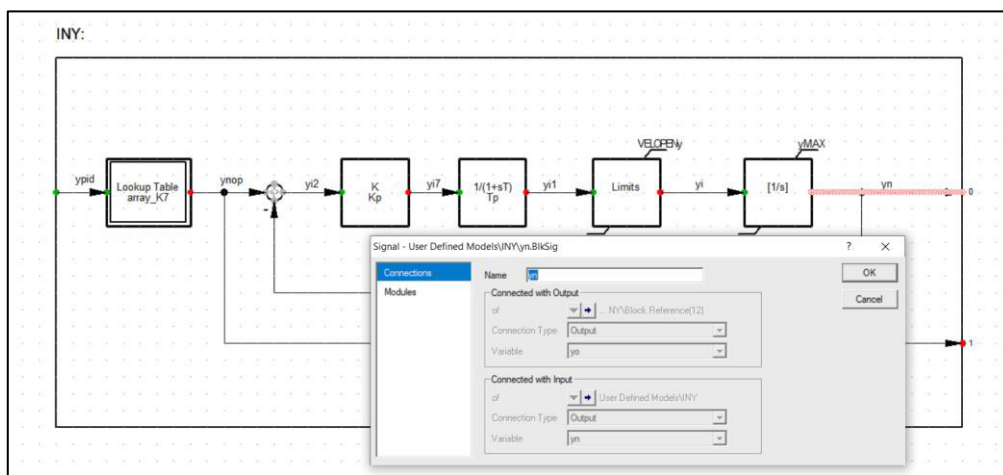 INY:
VELOPENy
yMAX
ypid
Lookup Table
array_K7
ynop
-
yi2
K
Kp
yi7
1/(1+sT)
Tp
yi1
Limits
yi
[1/s]
yn
0
Signal - User Defined Models\INY\yn.BlkSig
? ×
Connections
Modules
Name yn
OK
Cancel
Connected with Output
of ... NY\Block Reference(12)
Connection Type Output
Variable yo
Connected with Input
of User Defined Models\INY
Connection Type Output
Variable yn
1